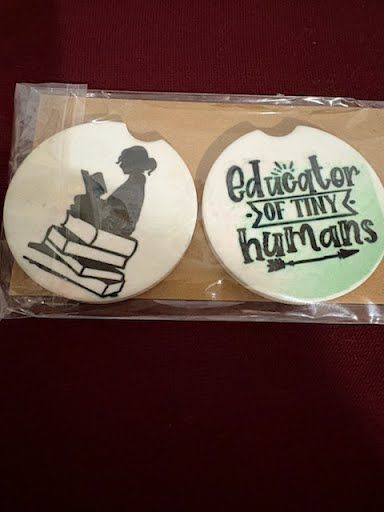 educator
OF TINY
humans